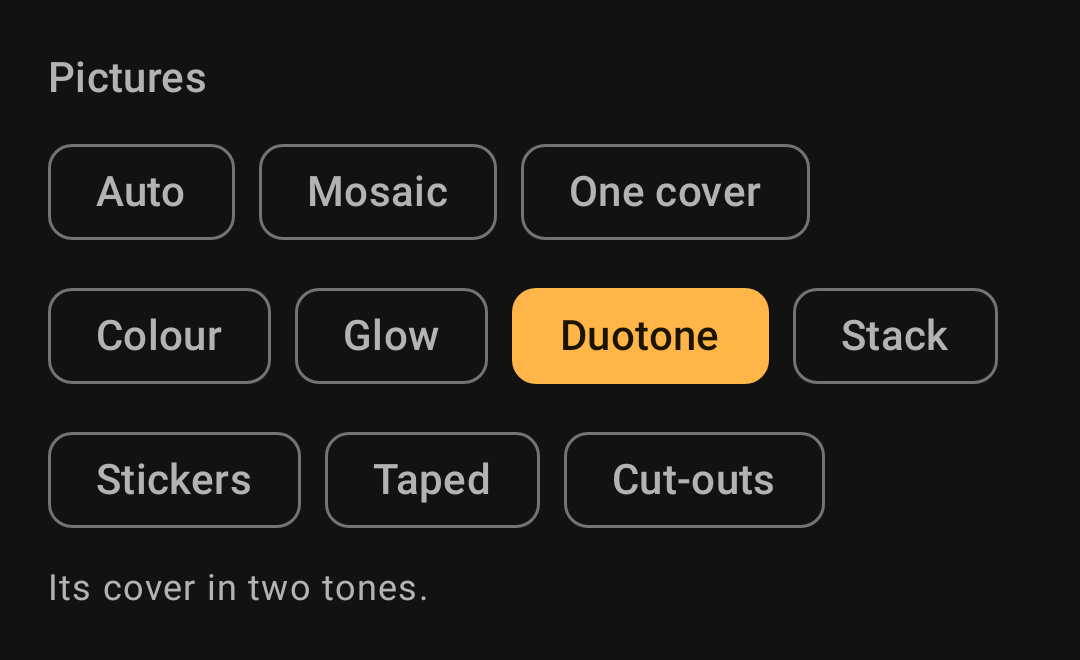 Pictures
Auto Mosaic One cover
Colour Glow Duotone Stack
Stickers Taped Cut-outs
Its cover in two tones.